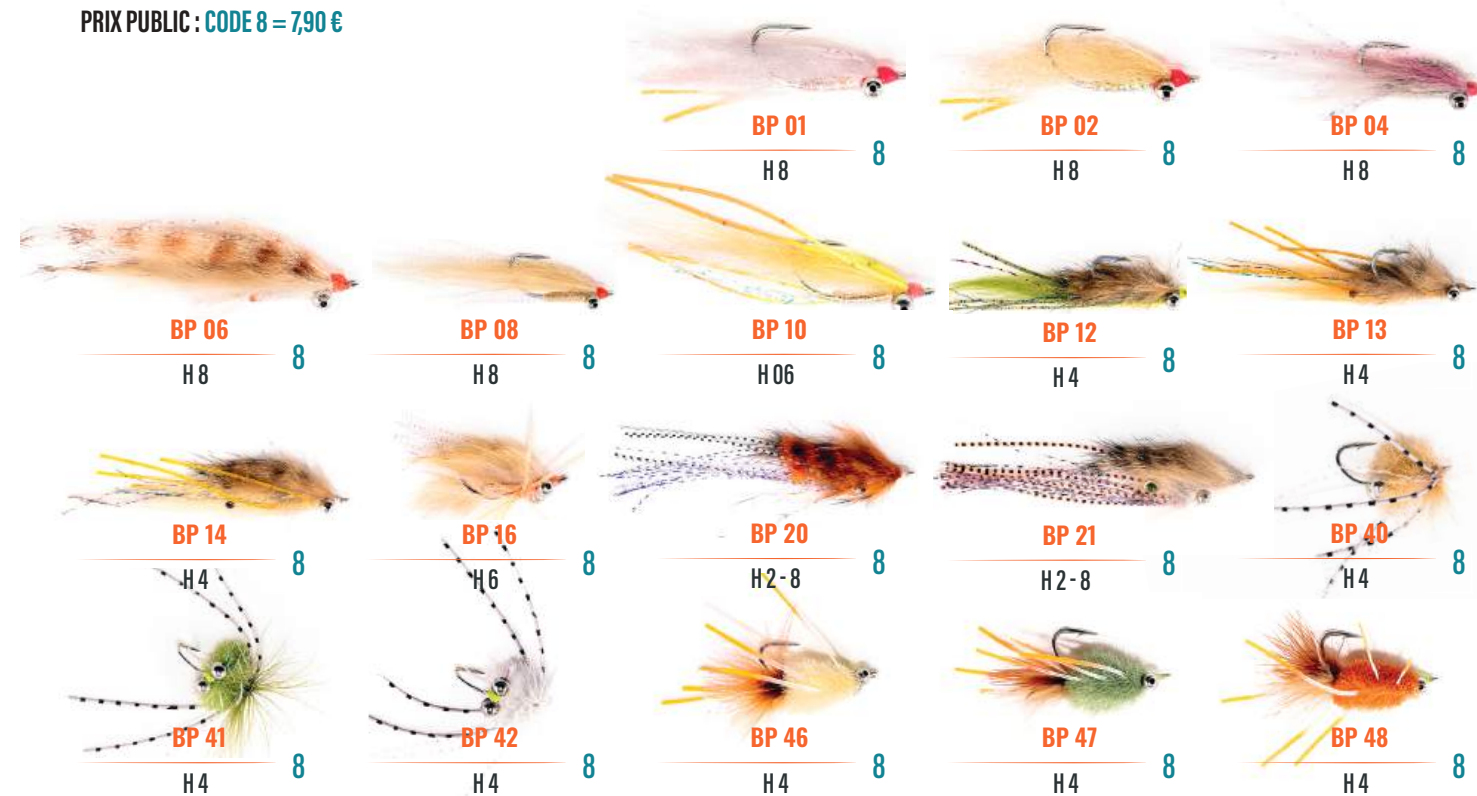 PRIX PUBLIC : CODE 8 = 7,90 €
BP 01
8
H 8
BP 02
8
H 8
BP 04
8
H 8
BP 06
8
H 8
BP 08
8
H 8
BP 10
8
H 06
BP 12
8
H 4
BP 13
8
H 4
BP 14
8
H 4
BP 16
8
H 6
BP 20
8
H 2 - 8
BP 21
8
H 2 - 8
BP 40
8
H 4
BP 41
8
H 4
BP 42
8
H 4
BP 46
8
H 4
BP 47
8
H 4
BP 48
8
H 4